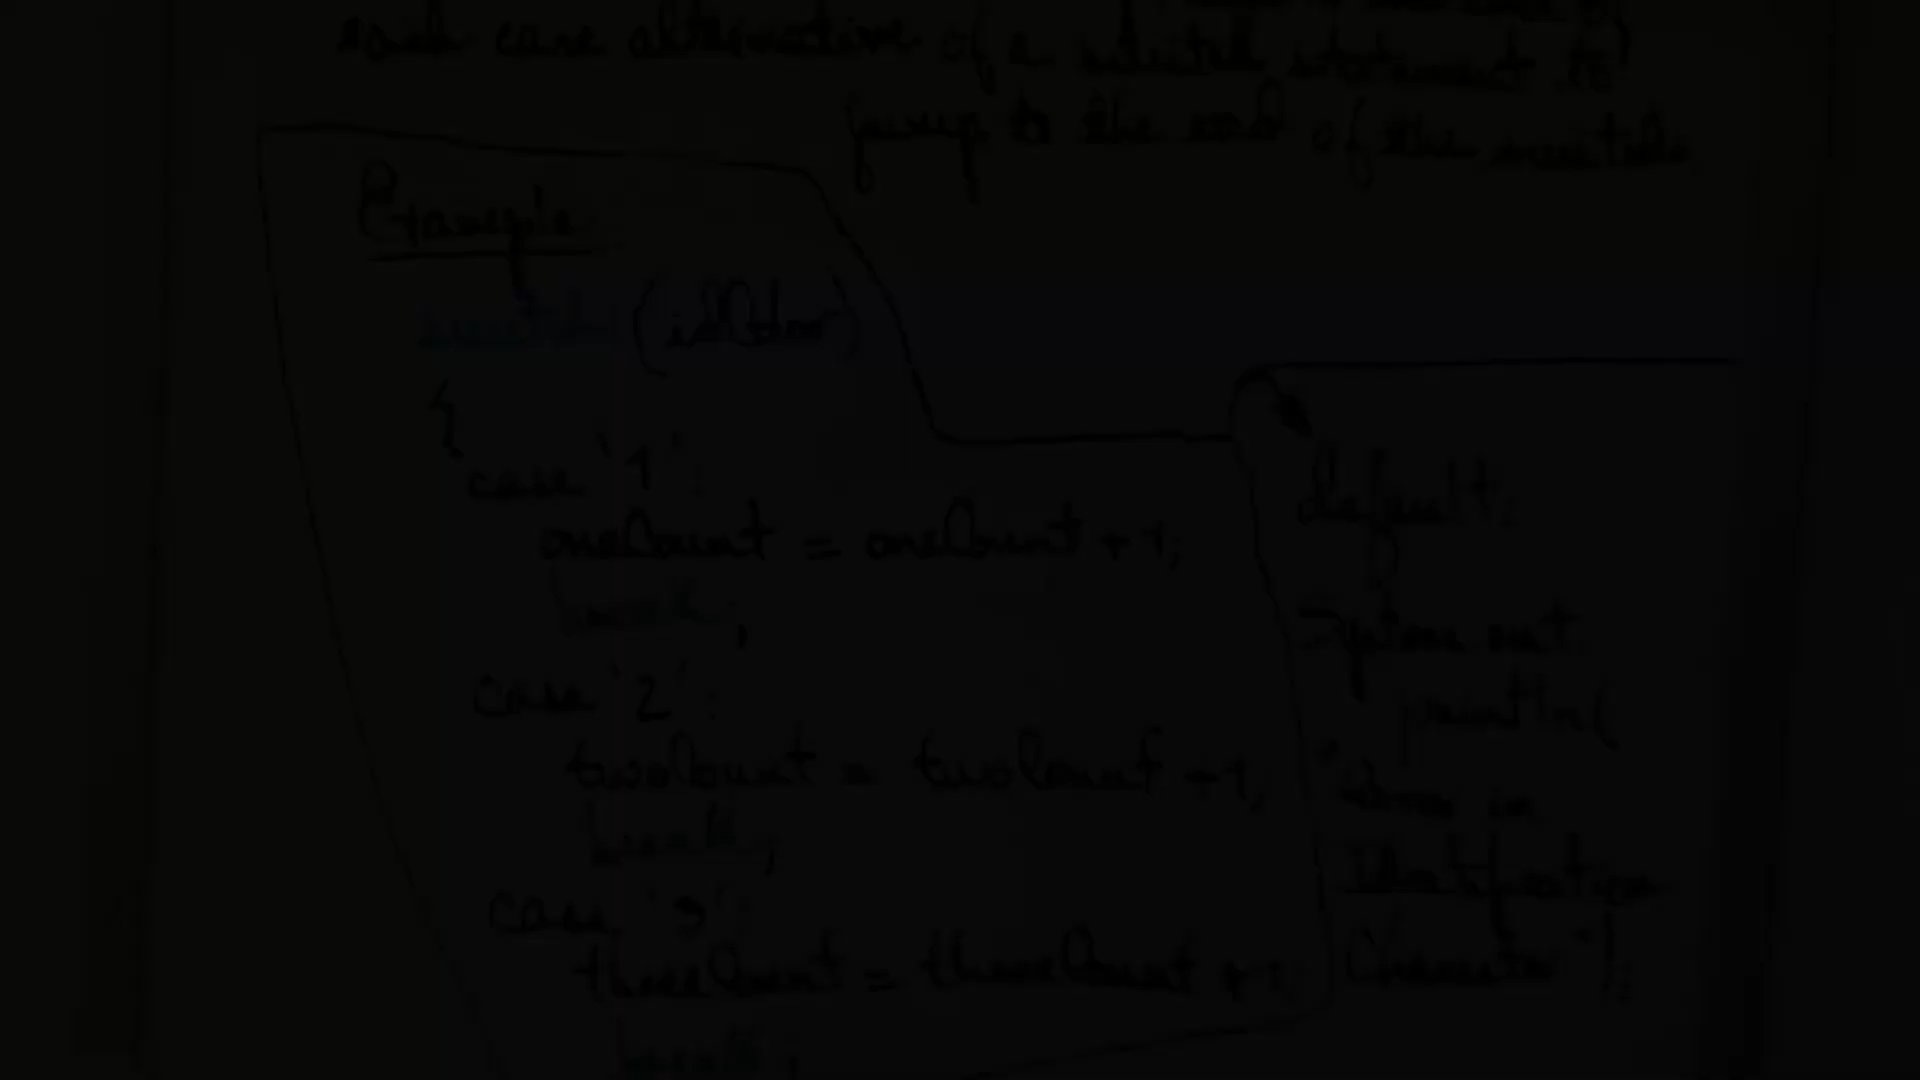 each case alternative of a switch statement to
jump to the end of the switch
Example
switch (idChar)
{
case '1':
oneCount = oneCount + 1;
break;
case '2':
twoCount = twoCount + 1;
break;
case '3':
threeCount = threeCount + 1;
break;
default:
System.out.
println(
"Error in
Identification
Character");